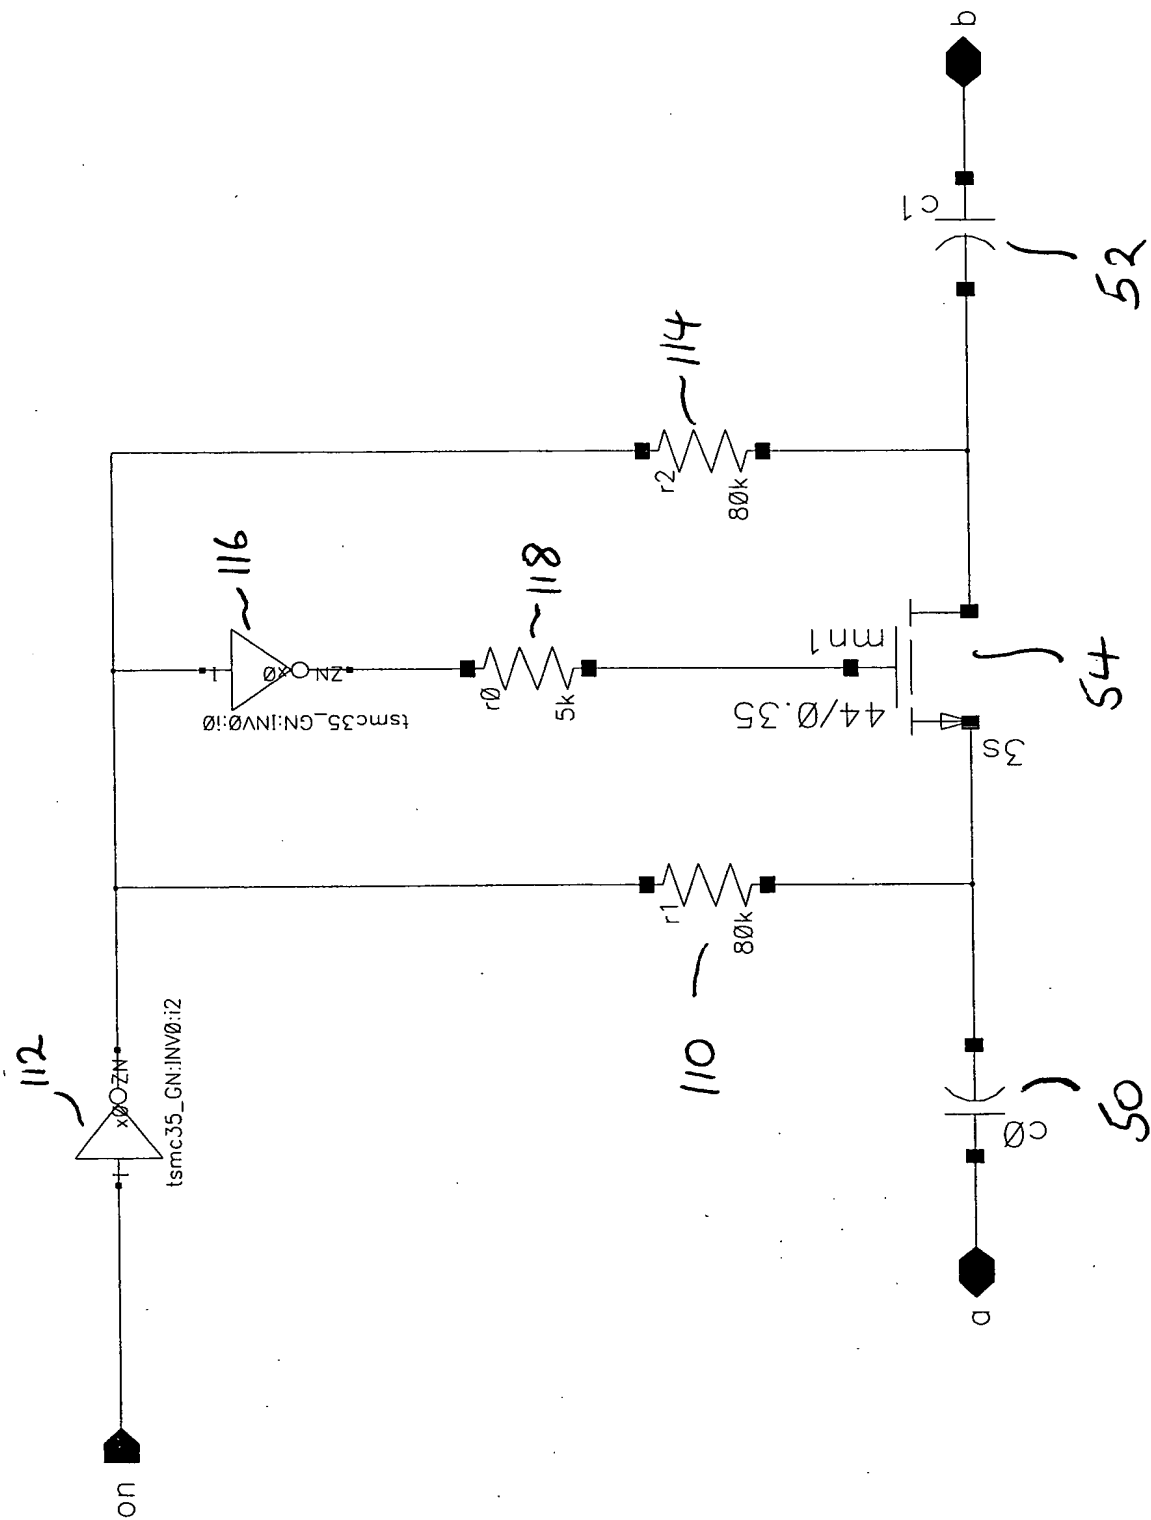 on
112
I
x0
ZN
tsmc35_GN:INV0:i2
116
I
x0
ZN
tsmc35_GN:INV0:i0
r0
5k
118
r1
80k
110
r2
80k
114
mn1
44/0.35
3s
54
a
c0
50
c1
52
b